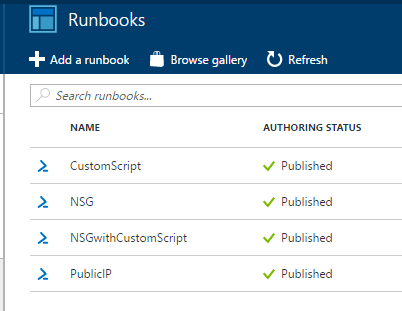 Runbooks
Add a runbook Browse gallery Refresh
Search runbooks...
NAME AUTHORING STATUS
CustomScript Published
NSG Published
NSGwithCustomScript Published
PublicIP Published